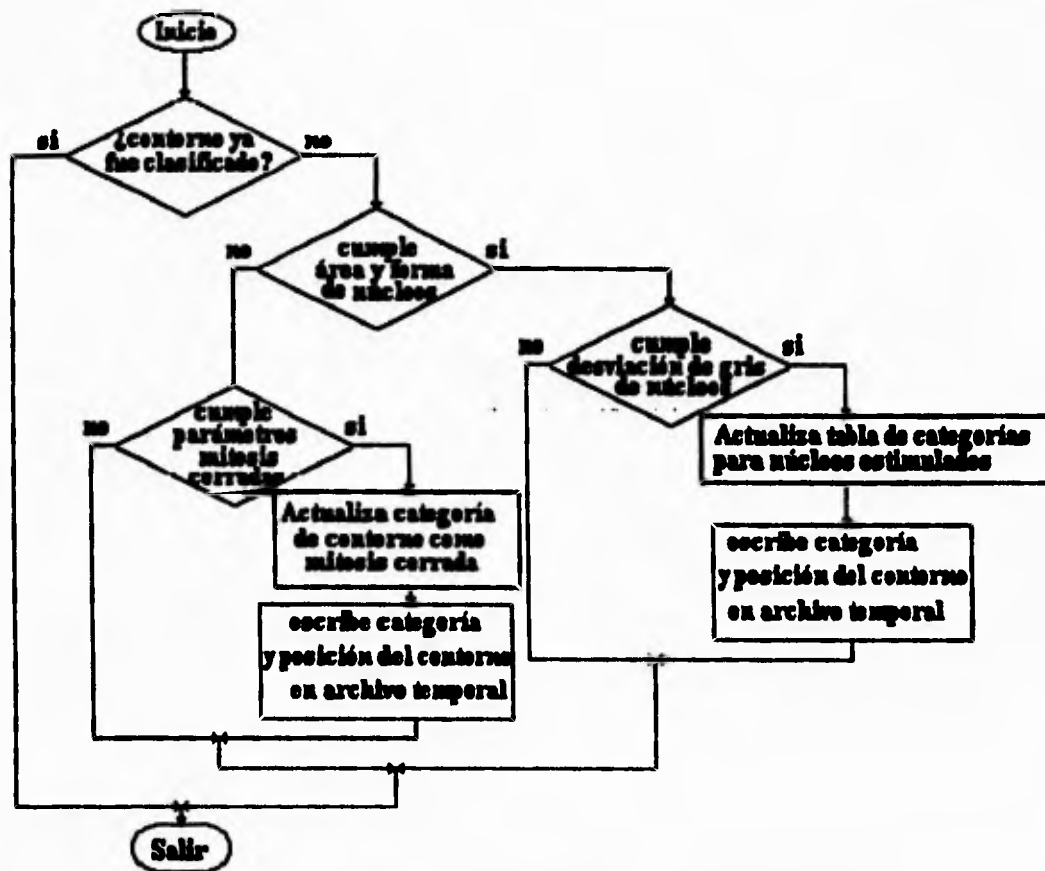 Inicio
si
¿contorno ya
fue clasificado?
no
no
cumple
área y forma
de núcleos
si
no
cumple
desviación de gris
de núcleos
si
no
cumple
parámetros
mitosis
cerradas
si
Actualiza tabla de categorías
para núcleos estimulados
Actualiza categoría
de contorno como
mitosis cerrada
escribe categoría
y posición del contorno
en archivo temporal
escribe categoría
y posición del contorno
en archivo temporal
Salir